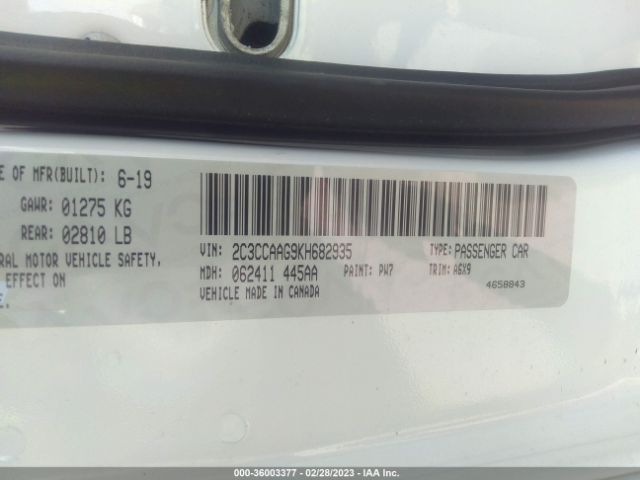 E OF MFR(BUILT): 6-19
GAWR: 01275 KG
REAR: 02810 LB
RAL MOTOR VEHICLE SAFETY,
EFFECT ON
E.
VIN: 2C3CCAAG9KH682935 TYPE: PASSENGER CAR
MDH: 062411 445AA PAINT: PW7 TRIM: A6X9
VEHICLE MADE IN CANADA 4658843
000-36003377 - 02/28/2023 - IAA Inc.